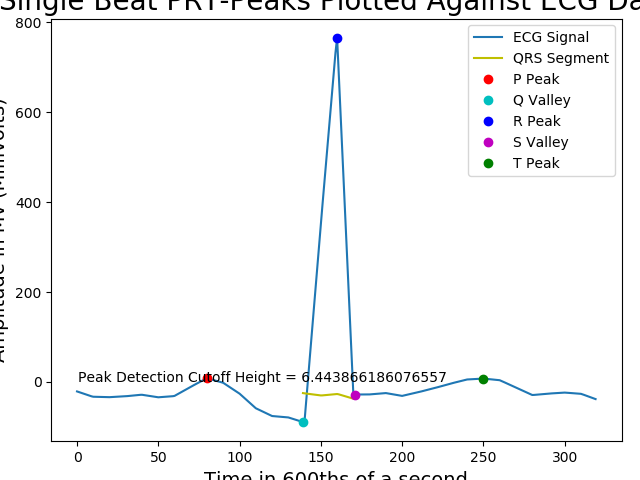 Single Beat PRT-Peaks Plotted Against ECG Da
800
600
400
200
0
Amplitude in MV (Millivolts)
ECG Signal
QRS Segment
P Peak
Q Valley
R Peak
S Valley
T Peak
Peak Detection Cutoff Height = 6.443866186076557
0 50 100 150 200 250 300
Time in 600ths of a second